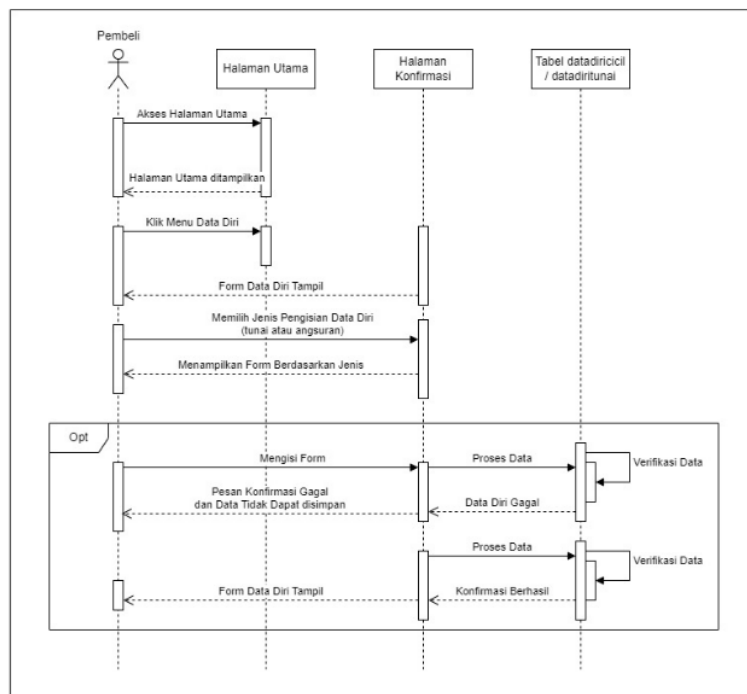 Pembeli
Halaman Utama
Halaman
Konfirmasi
Tabel datadiricicil
/ datadiritunai
Akses Halaman Utama
Halaman Utama ditampilkan
Klik Menu Data Diri
Form Data Diri Tampil
Memilih Jenis Pengisian Data Diri
(tunai atau angsuran)
Menampilkan Form Berdasarkan Jenis
Opt
Mengisi Form
Proses Data
Verifikasi Data
Pesan Konfirmasi Gagal
dan Data Tidak Dapat disimpan
Data Diri Gagal
Proses Data
Verifikasi Data
Form Data Diri Tampil
Konfirmasi Berhasil